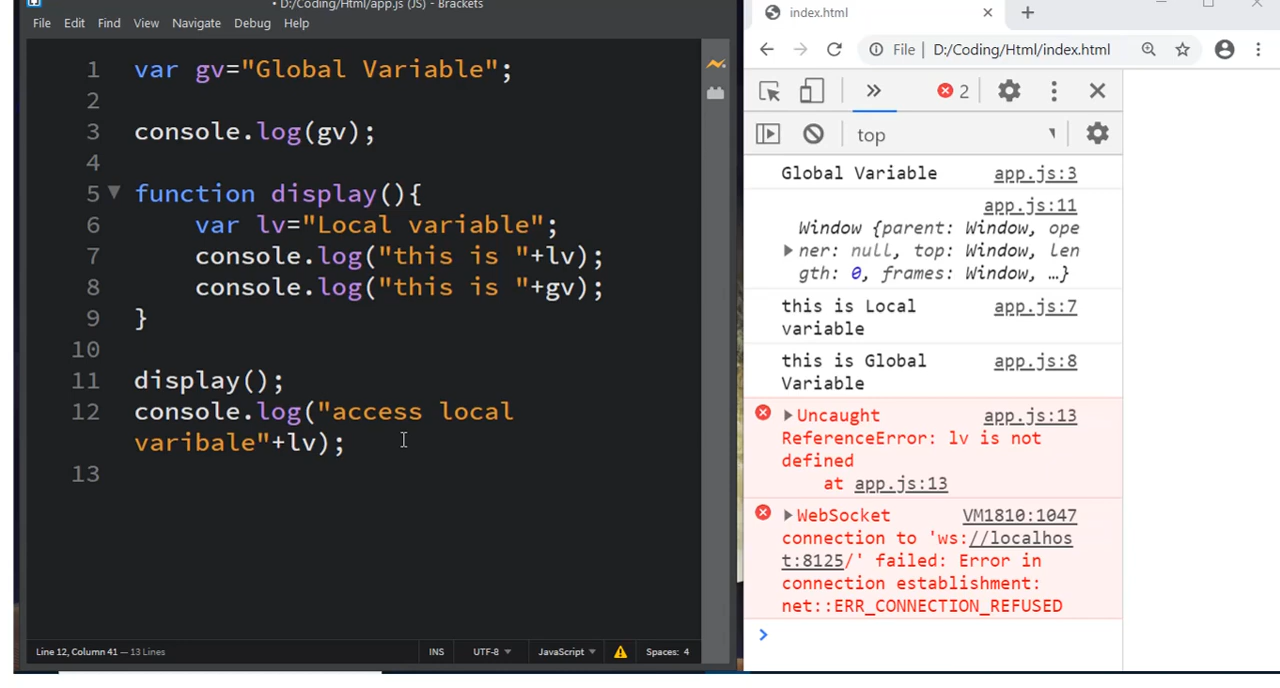 • D:/Coding/Html/app.js (JS) - Brackets
File Edit Find View Navigate Debug Help
1 var gv="Global Variable";
2
3 console.log(gv);
4
5 function display(){
6 var lv="Local variable";
7 console.log("this is "+lv);
8 console.log("this is "+gv);
9 }
10
11 display();
12 console.log("access local
varibale"+lv);
13
Line 12, Column 41 — 13 Lines
INS UTF-8 JavaScript Spaces: 4
index.html
File D:/Coding/Html/index.html
2
top
Global Variable app.js:3
app.js:11
Window {parent: Window, ope
ner: null, top: Window, len
gth: 0, frames: Window, …}
this is Local app.js:7
variable
this is Global app.js:8
Variable
Uncaught app.js:13
ReferenceError: lv is not
defined
at app.js:13
WebSocket VM1810:1047
connection to 'ws://localhos
t:8125/' failed: Error in
connection establishment:
net::ERR_CONNECTION_REFUSED